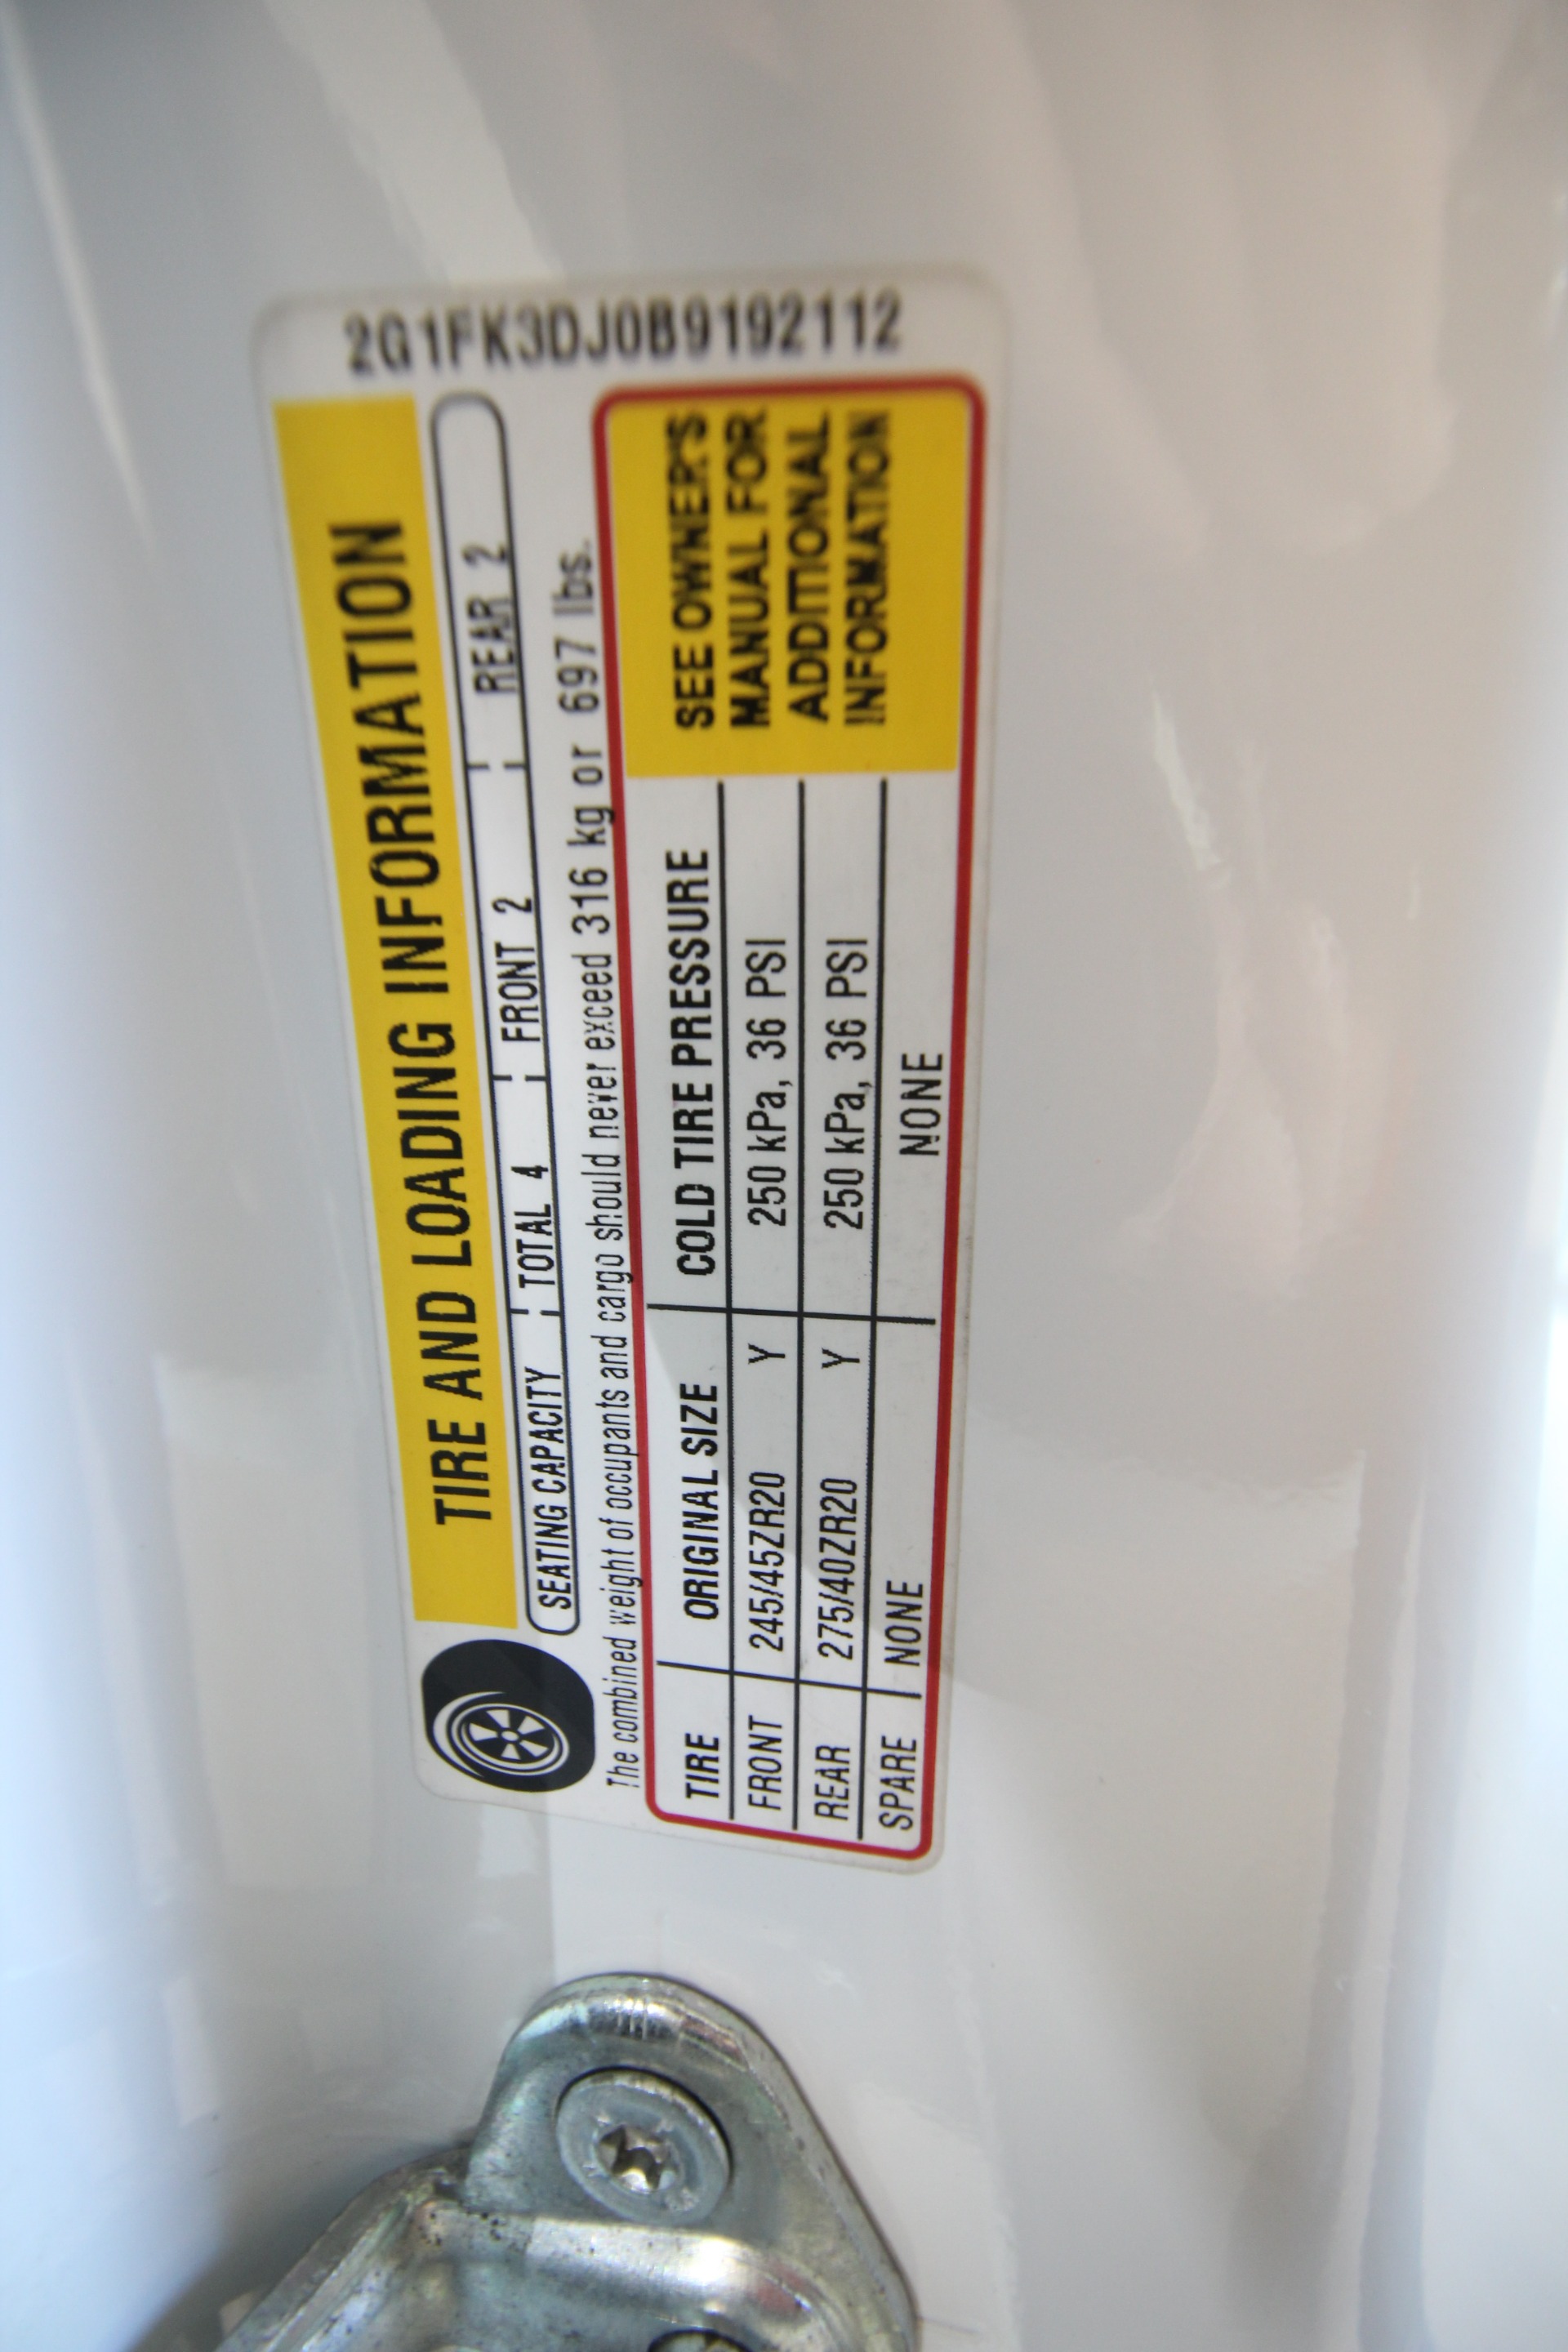 TIRE AND LOADING INFORMATION
SEATING CAPACITY TOTAL 4 FRONT 2 REAR 2
The combined weight of occupants and cargo should never exceed 316 kg or 697 lbs.
TIRE ORIGINAL SIZE COLD TIRE PRESSURE
FRONT 245/45ZR20 Y 250 kPa, 36 PSI
REAR 275/40ZR20 Y 250 kPa, 36 PSI
SPARE NONE NONE
SEE OWNER'S
MANUAL FOR
ADDITIONAL
INFORMATION
2G1FK3DJ0B9192112